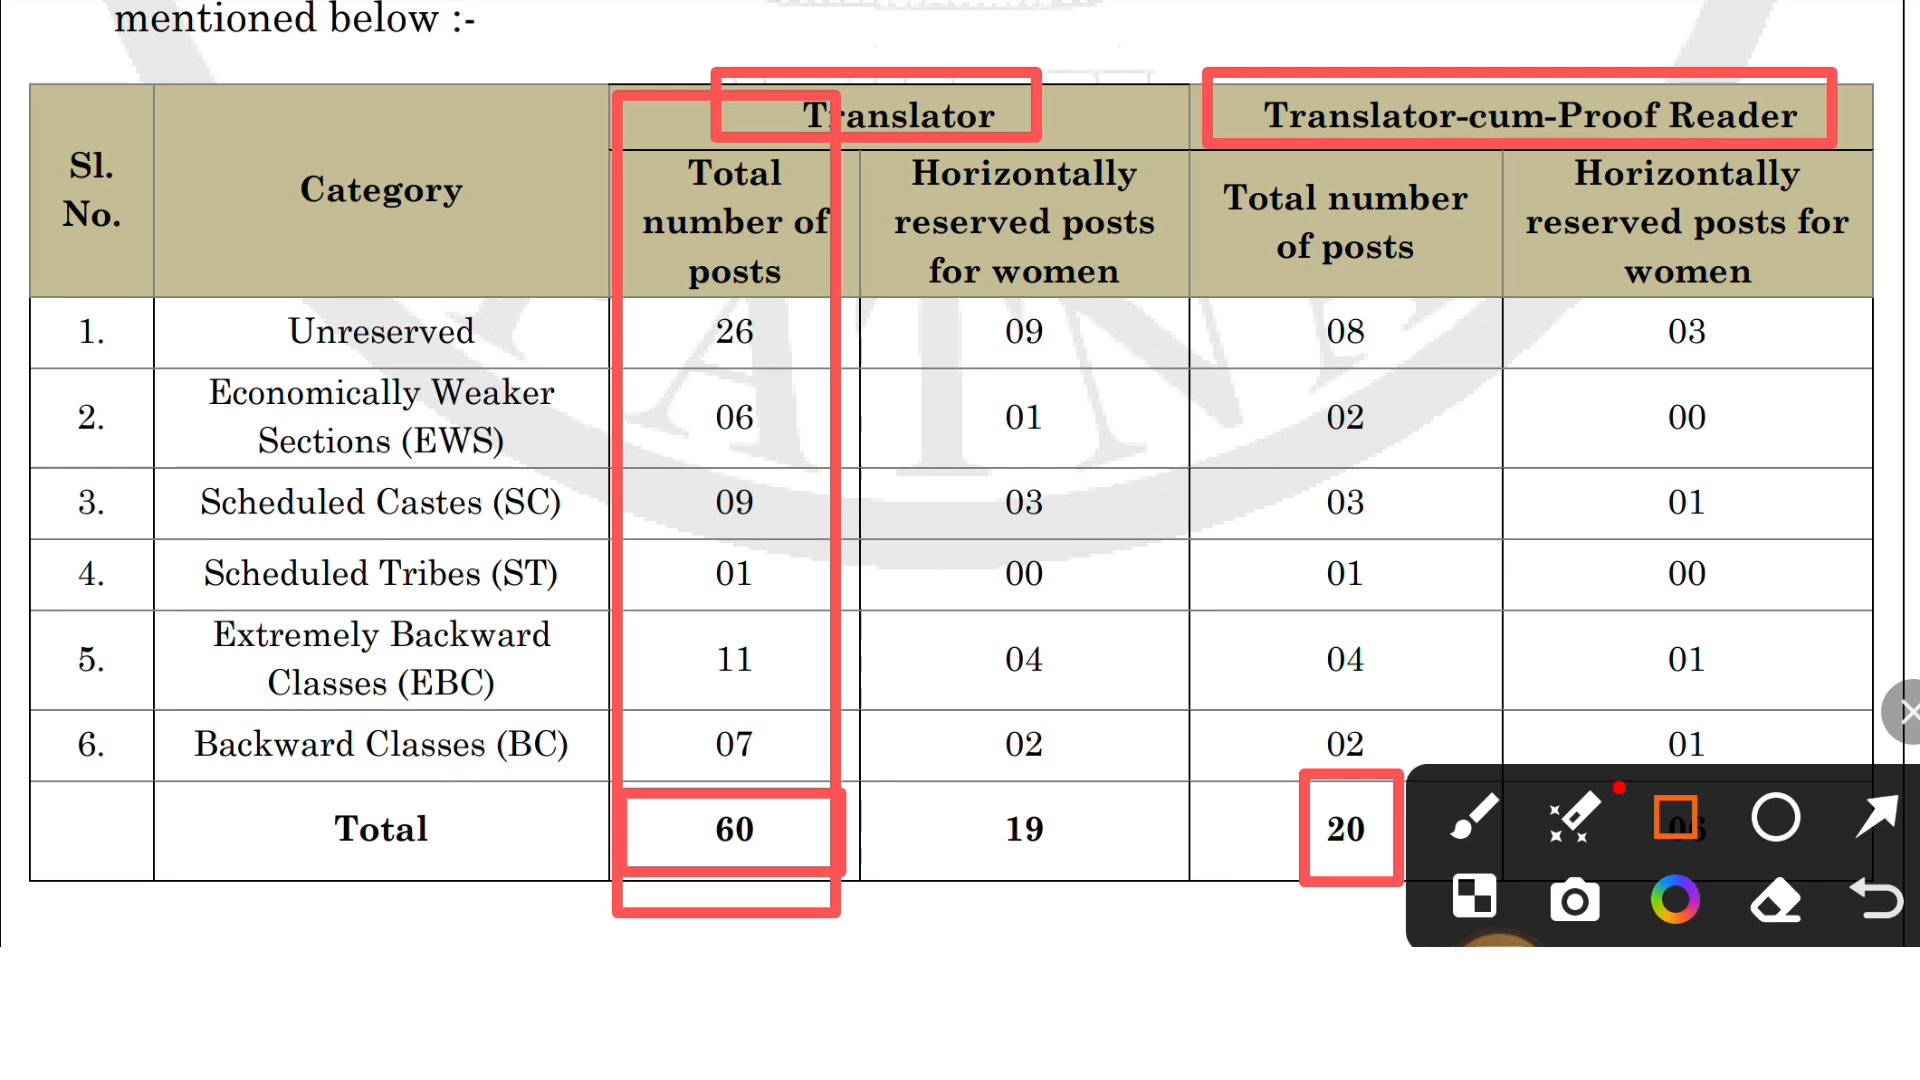 mentioned below :-
Sl. No.
Category
Translator
Translator-cum-Proof Reader
Total number of posts
Horizontally reserved posts for women
Total number of posts
Horizontally reserved posts for women
1. Unreserved 26 09 08 03
2. Economically Weaker Sections (EWS) 06 01 02 00
3. Scheduled Castes (SC) 09 03 03 01
4. Scheduled Tribes (ST) 01 00 01 00
5. Extremely Backward Classes (EBC) 11 04 04 01
6. Backward Classes (BC) 07 02 02 01
Total 60 19 20 06